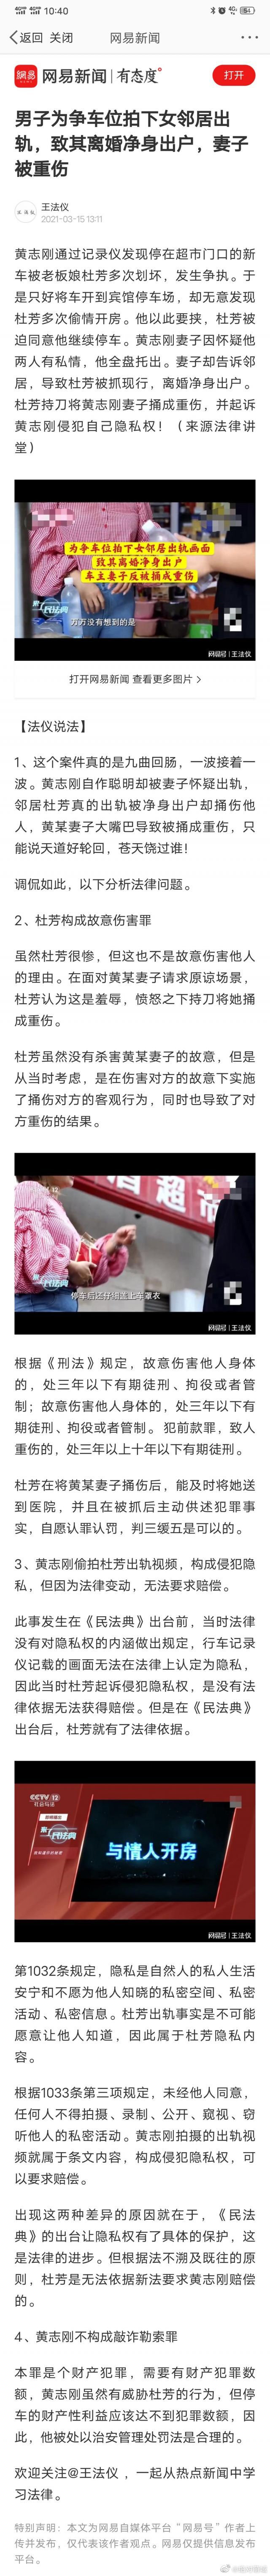 10:40
返回 关闭
网易新闻
網易
网易新闻 | 有态度°
打开
男子为争车位拍下女邻居出
轨，致其离婚净身出户，妻子
被重伤
王法仪
2021-03-15 13:11
黄志刚通过记录仪发现停在超市门口的新
车被老板娘杜芳多次划坏，发生争执。于
是只好将车开到宾馆停车场，却无意发现
杜芳多次偷情开房。他以此要挟，杜芳被
迫同意他继续停车。黄志刚妻子因怀疑他
两人有私情，他全盘托出。妻子却告诉邻
居，导致杜芳被抓现行，离婚净身出户。
杜芳持刀将黄志刚妻子捅成重伤，并起诉
黄志刚侵犯自己隐私权！（来源法律讲
堂）
为争车位拍下女邻居出轨画面
致其离婚净身出户
车主妻子反被捅成重伤
万万没有想到的是
网易号 | 王法仪
打开网易新闻 查看更多图片
【法仪说法】
1、这个案件真的是九曲回肠，一波接着一
波。黄志刚自作聪明却被妻子怀疑出轨，
邻居杜芳真的出轨被净身出户却捅伤他
人，黄某妻子大嘴巴导致被捅成重伤，只
能说天道好轮回，苍天饶过谁！
调侃如此，以下分析法律问题。
2、杜芳构成故意伤害罪
虽然杜芳很惨，但这也不是故意伤害他人
的理由。在面对黄某妻子请求原谅场景，
杜芳认为这是羞辱，愤怒之下持刀将她捅
成重伤。
杜芳虽然没有杀害黄某妻子的故意，但是
从当时考虑，是在伤害对方的故意下实施
了捅伤对方的客观行为，同时也导致了对
方重伤的结果。
停车后还仔细盖上车罩衣
网易号 | 王法仪
根据《刑法》规定，故意伤害他人身体
的，处三年以下有期徒刑、拘役或者管
制；故意伤害他人身体的，处三年以下有
期徒刑、拘役或者管制。 犯前款罪，致人
重伤的，处三年以上十年以下有期徒刑。
杜芳在将黄某妻子捅伤后，能及时将她送
到医院，并且在被抓后主动供述犯罪事
实，自愿认罪认罚，判三缓五是可以的。
3、黄志刚偷拍杜芳出轨视频，构成侵犯隐
私，但因为法律变动，无法要求赔偿。
此事发生在《民法典》出台前，当时法律
没有对隐私权的内涵做出规定，行车记录
仪记载的画面无法在法律上认定为隐私，
因此当时杜芳起诉侵犯隐私权，是没有法
律依据无法获得赔偿。但是在《民法典》
出台后，杜芳就有了法律依据。
CCTV 12
社会与法
与情人开房
网易号 | 王法仪
第1032条规定，隐私是自然人的私人生活
安宁和不愿为他人知晓的私密空间、私密
活动、私密信息。杜芳出轨事实是不可能
愿意让他人知道，因此属于杜芳隐私内
容。
根据1033条第三项规定，未经他人同意，
任何人不得拍摄、录制、公开、窥视、窃
听他人的私密活动。黄志刚拍摄的出轨视
频就属于条文内容，构成侵犯隐私权，可
以要求赔偿。
出现这两种差异的原因就在于，《民法
典》的出台让隐私权有了具体的保护，这
是法律的进步。但根据法不溯及既往的原
则，杜芳是无法依据新法要求黄志刚赔偿
的。
4、黄志刚不构成敲诈勒索罪
本罪是个财产犯罪，需要有财产犯罪数
额，黄志刚虽然有威胁杜芳的行为，但停
车的财产性利益应该达不到犯罪数额，因
此，他被处以治安管理处罚法是合理的。
欢迎关注@王法仪 ，一起从热点新闻中学
习法律。
特别声明：本文为网易自媒体平台“网易号”作者上
传并发布，仅代表该作者观点。网易仅提供信息发布
平台。